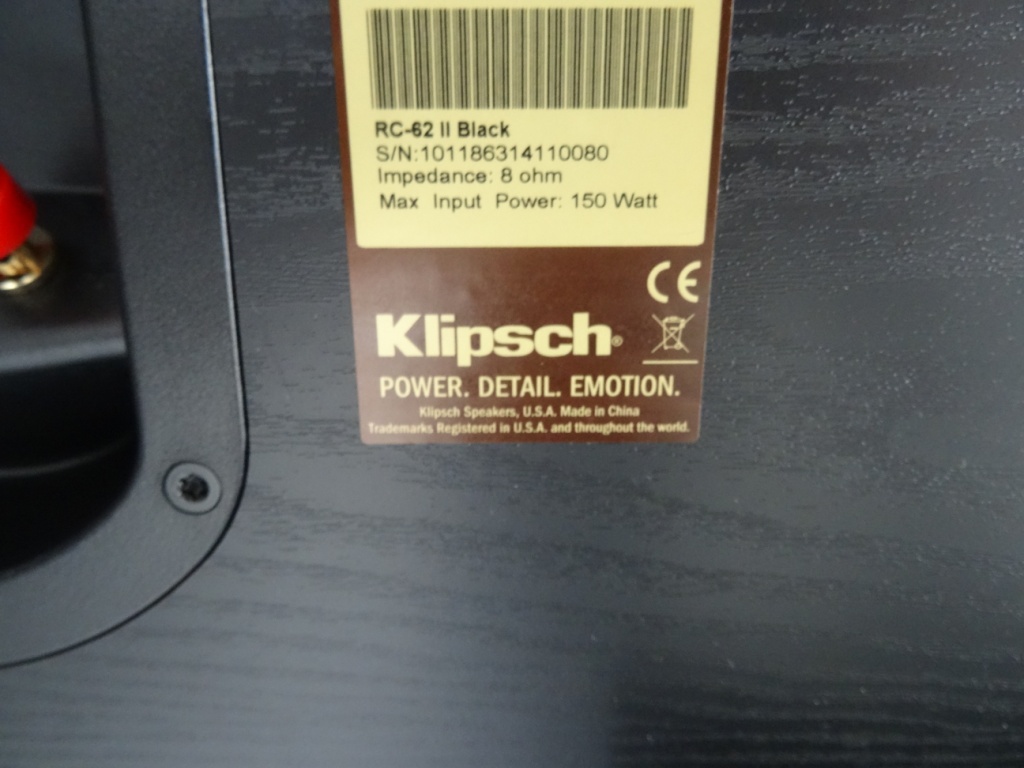 RC-62 II Black
S/N:101186314110080
Impedance: 8 ohm
Max Input Power: 150 Watt
CE
Klipsch®
POWER. DETAIL. EMOTION.
Klipsch Speakers, U.S.A. Made in China
Trademarks Registered in U.S.A. and throughout the world.